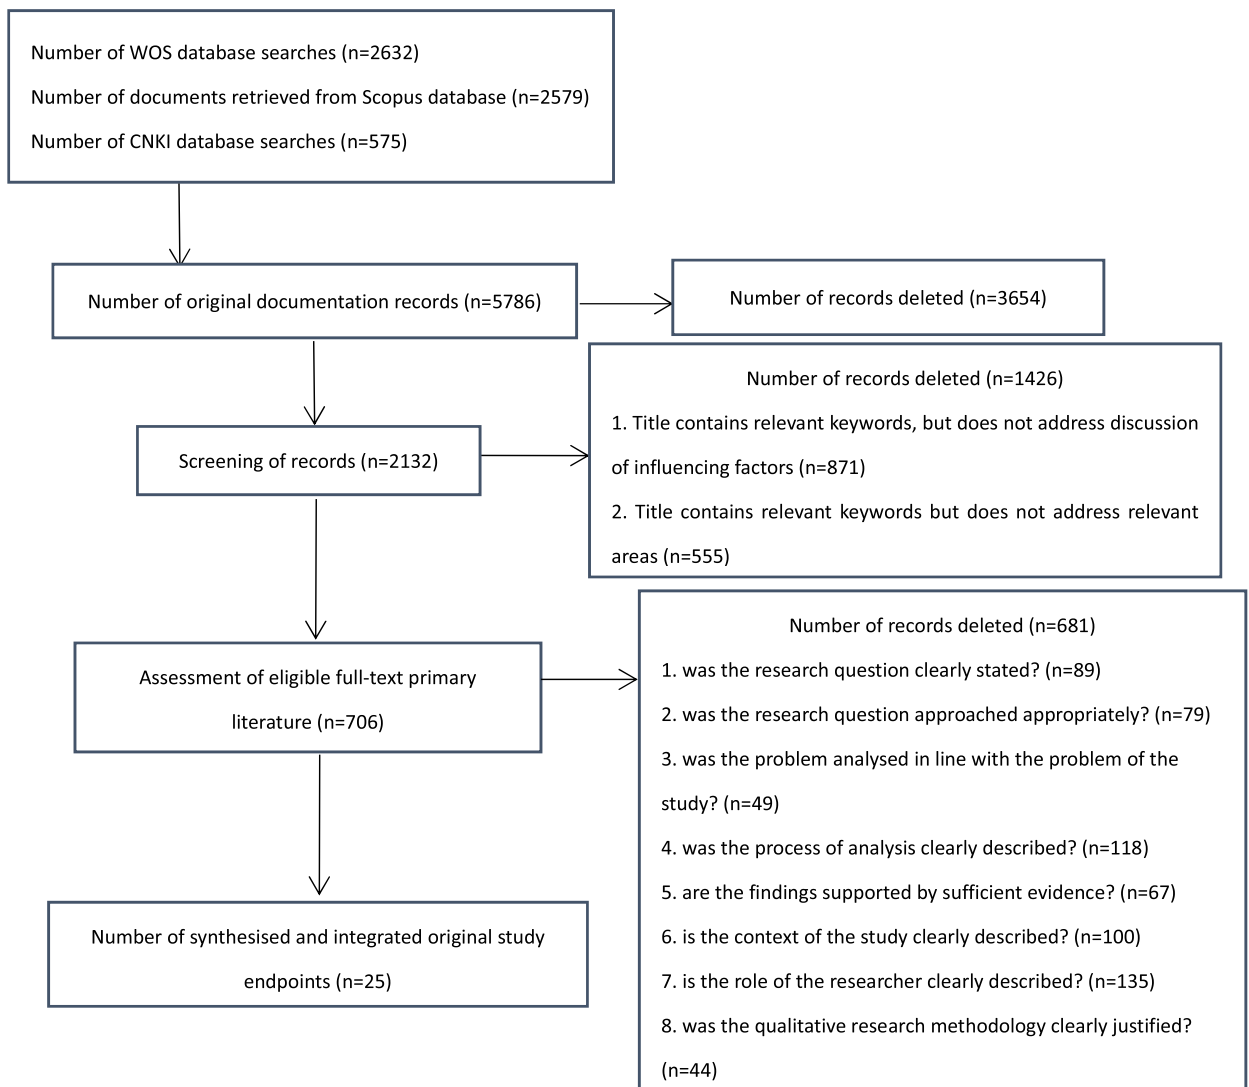 Number of WOS database searches (n=2632)
Number of documents retrieved from Scopus database (n=2579)
Number of CNKI database searches (n=575)
Number of original documentation records (n=5786)
Number of records deleted (n=3654)
Screening of records (n=2132)
Number of records deleted (n=1426)
1. Title contains relevant keywords, but does not address discussion
of influencing factors (n=871)
2. Title contains relevant keywords but does not address relevant
areas (n=555)
Assessment of eligible full-text primary
literature (n=706)
Number of records deleted (n=681)
1. was the research question clearly stated? (n=89)
2. was the research question approached appropriately? (n=79)
3. was the problem analysed in line with the problem of the
study? (n=49)
4. was the process of analysis clearly described? (n=118)
5. are the findings supported by sufficient evidence? (n=67)
6. is the context of the study clearly described? (n=100)
7. is the role of the researcher clearly described? (n=135)
8. was the qualitative research methodology clearly justified?
(n=44)
Number of synthesised and integrated original study
endpoints (n=25)